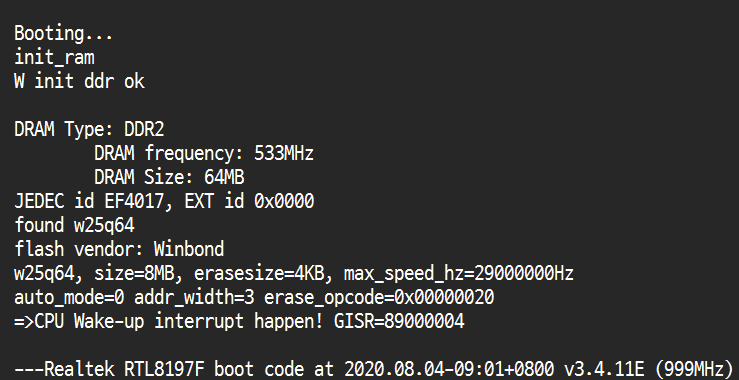 Booting...
init_ram
W init ddr ok
DRAM Type: DDR2
DRAM frequency: 533MHz
DRAM Size: 64MB
JEDEC id EF4017, EXT id 0x0000
found w25q64
flash vendor: Winbond
w25q64, size=8MB, erasesize=4KB, max_speed_hz=29000000Hz
auto_mode=0 addr_width=3 erase_opcode=0x00000020
=>CPU Wake-up interrupt happen! GISR=89000004
---Realtek RTL8197F boot code at 2020.08.04-09:01+0800 v3.4.11E (999MHz)